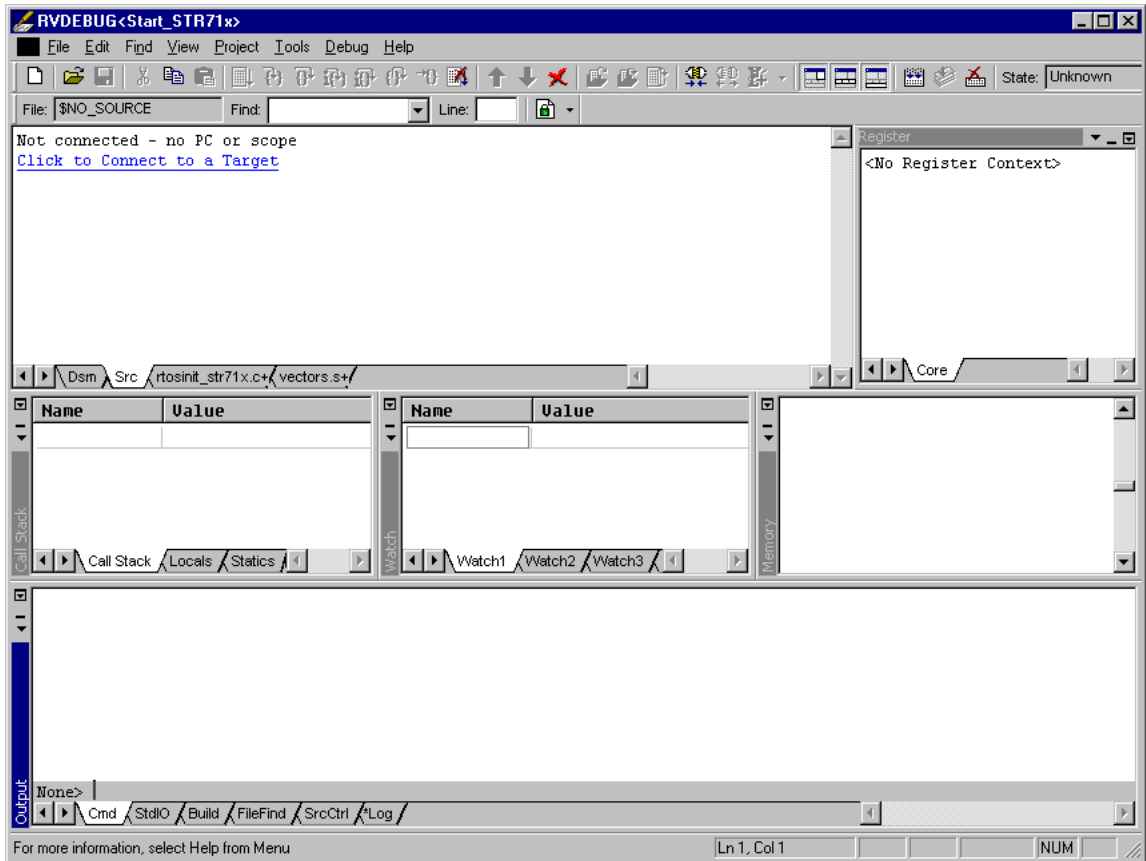 RVDEBUG<Start_STR71x>
File Edit Find View Project Tools Debug Help
State: Unknown
File: $NO_SOURCE Find: Line:
Not connected - no PC or scope
Click to Connect to a Target
Register
<No Register Context>
Dsm Src rtosinit_str71x.c+ vectors.s+
Core
Name Value
Name Value
Call Stack
Watch
Memory
Call Stack Locals Statics
Watch1 Watch2 Watch3
Output
None>
Cmd StdIO Build FileFind SrcCtrl *Log
For more information, select Help from Menu Ln 1, Col 1 NUM